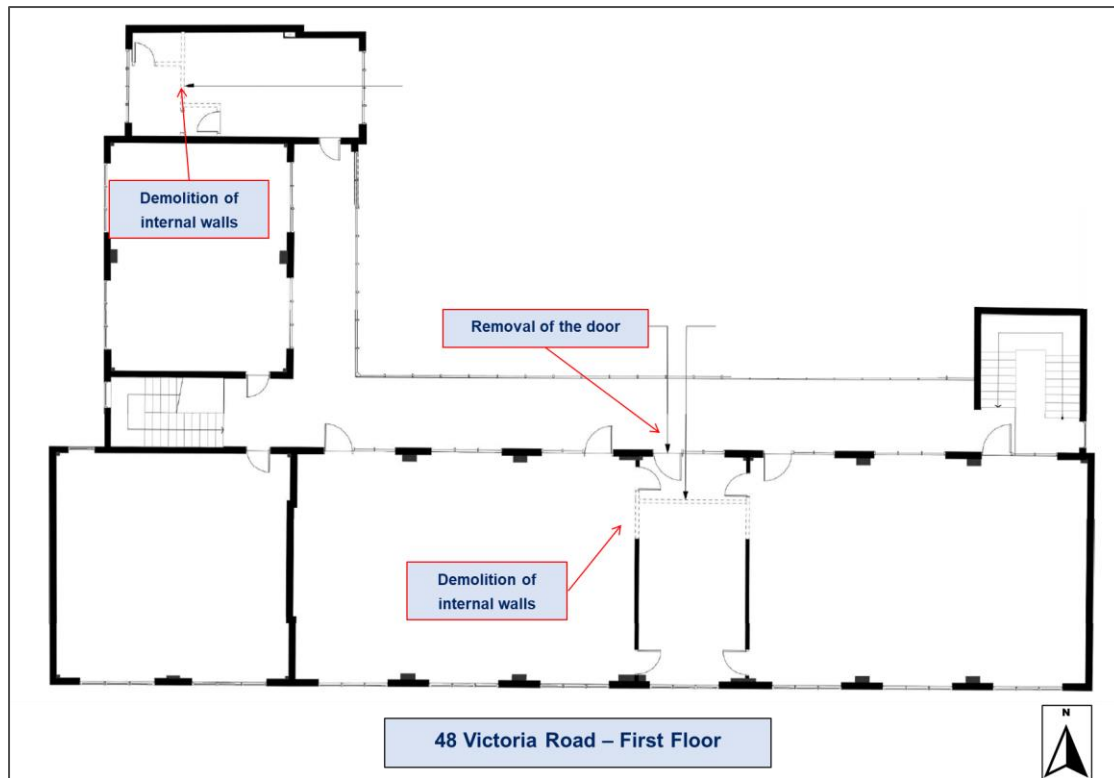 Demolition of
internal walls
Removal of the door
Demolition of
internal walls
48 Victoria Road – First Floor
N